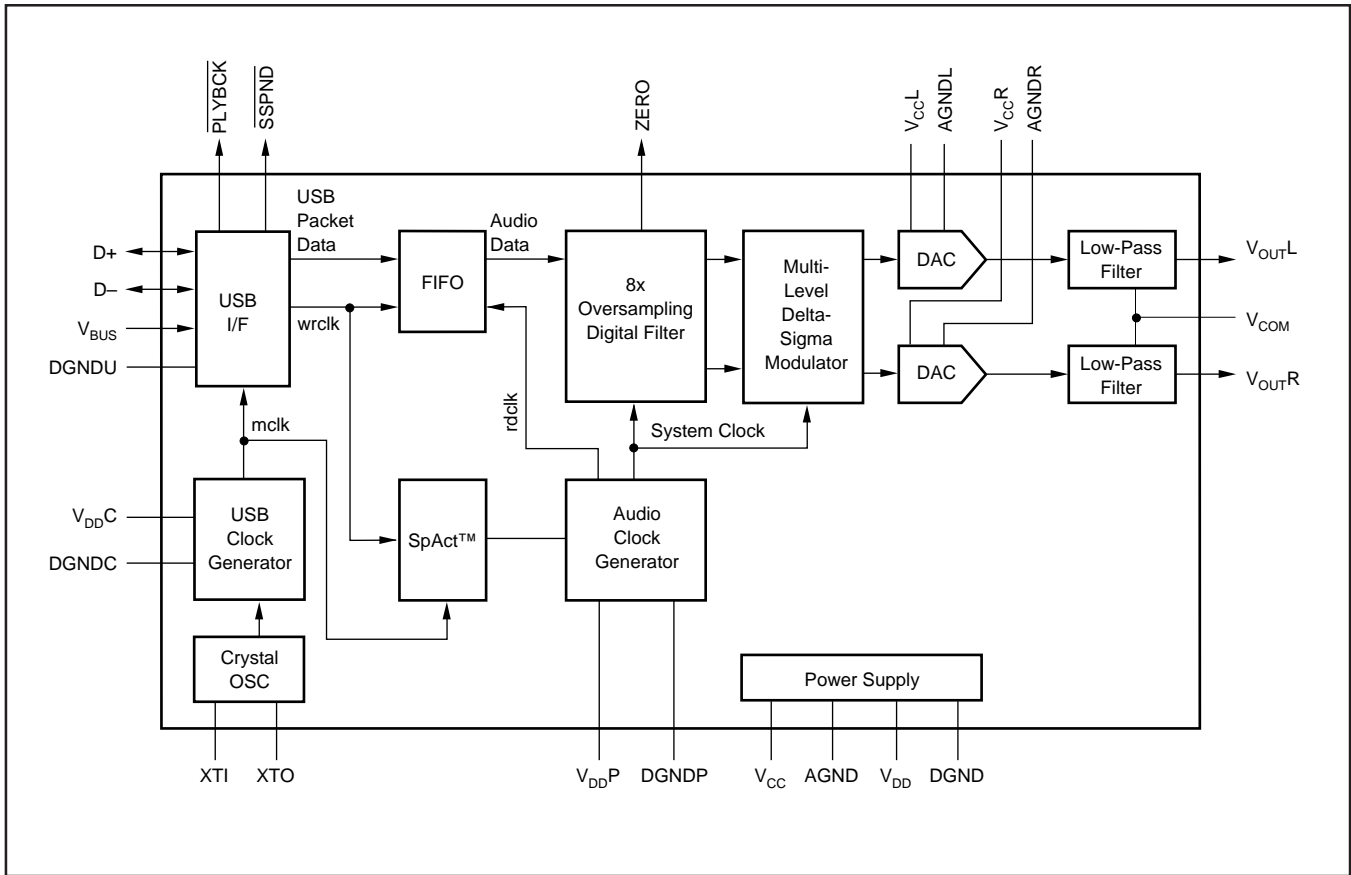 PLYBCK
SSPND
ZERO
VCCL
AGNDL
VCCR
AGNDR
D+
D–
VBUS
DGNDU
USB
I/F
USB
Packet
Data
wrclk
FIFO
Audio
Data
8x
Oversampling
Digital Filter
Multi-
Level
Delta-
Sigma
Modulator
DAC
DAC
Low-Pass
Filter
Low-Pass
Filter
VOUTL
VCOM
VOUTR
mclk
rdclk
System Clock
VDDC
DGNDC
USB
Clock
Generator
SpAct™
Audio
Clock
Generator
Crystal
OSC
Power Supply
XTI
XTO
VDDP
DGNDP
VCC
AGND
VDD
DGND